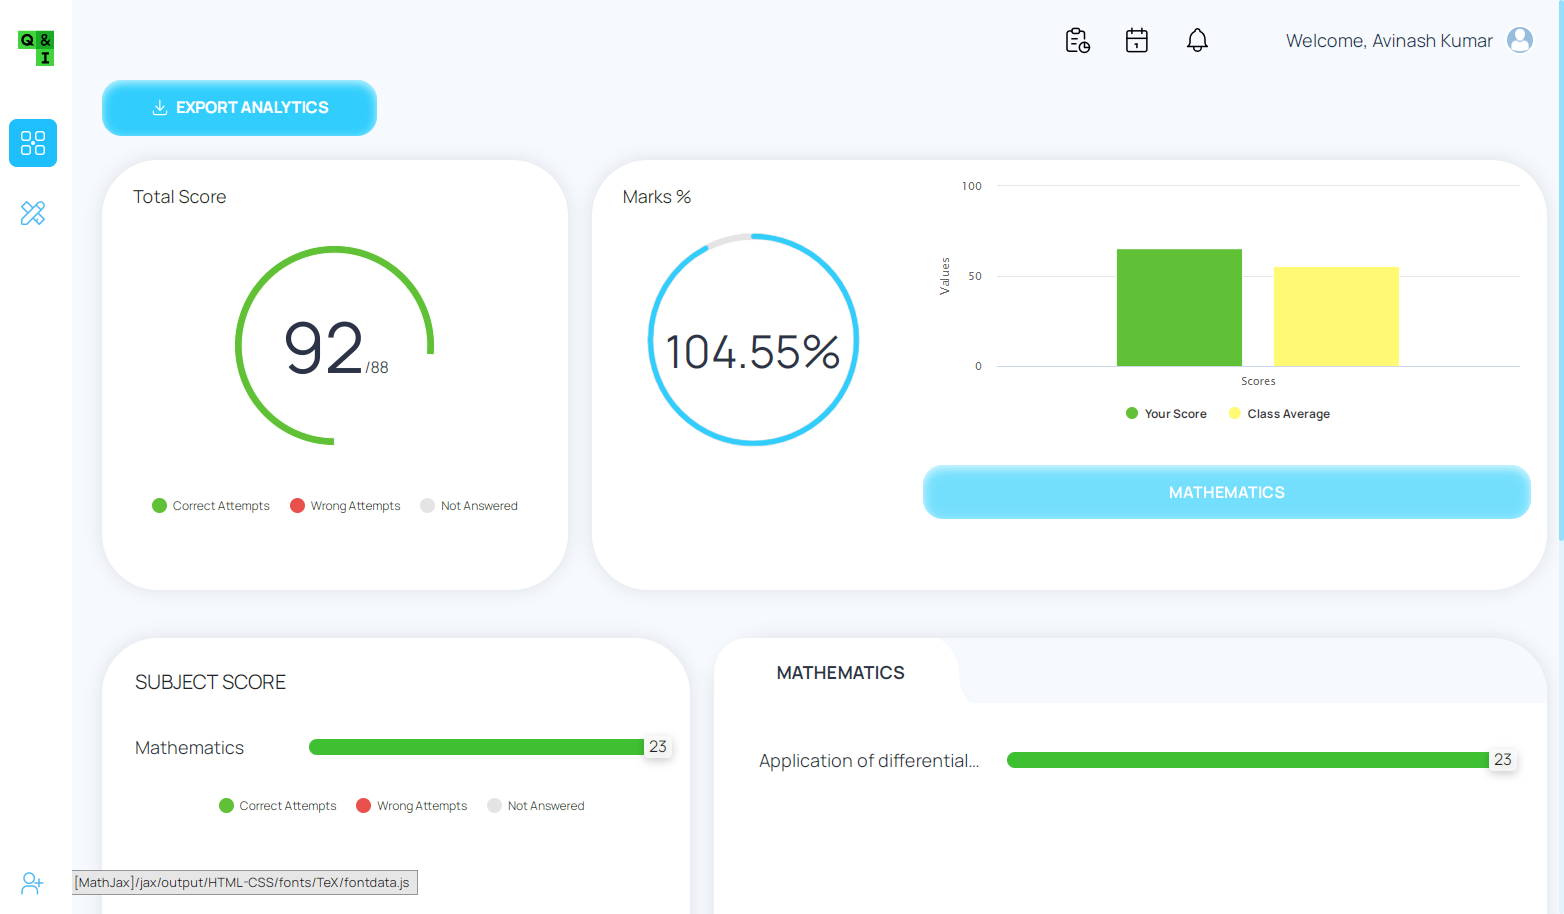 Q &
I
Welcome, Avinash Kumar
EXPORT ANALYTICS
Total Score
92/88
Correct Attempts Wrong Attempts Not Answered
Marks %
104.55%
100
50
0
Values
Scores
Your Score Class Average
MATHEMATICS
SUBJECT SCORE
Mathematics 23
Correct Attempts Wrong Attempts Not Answered
MATHEMATICS
Application of differential... 23
[MathJax]/jax/output/HTML-CSS/fonts/TeX/fontdata.js